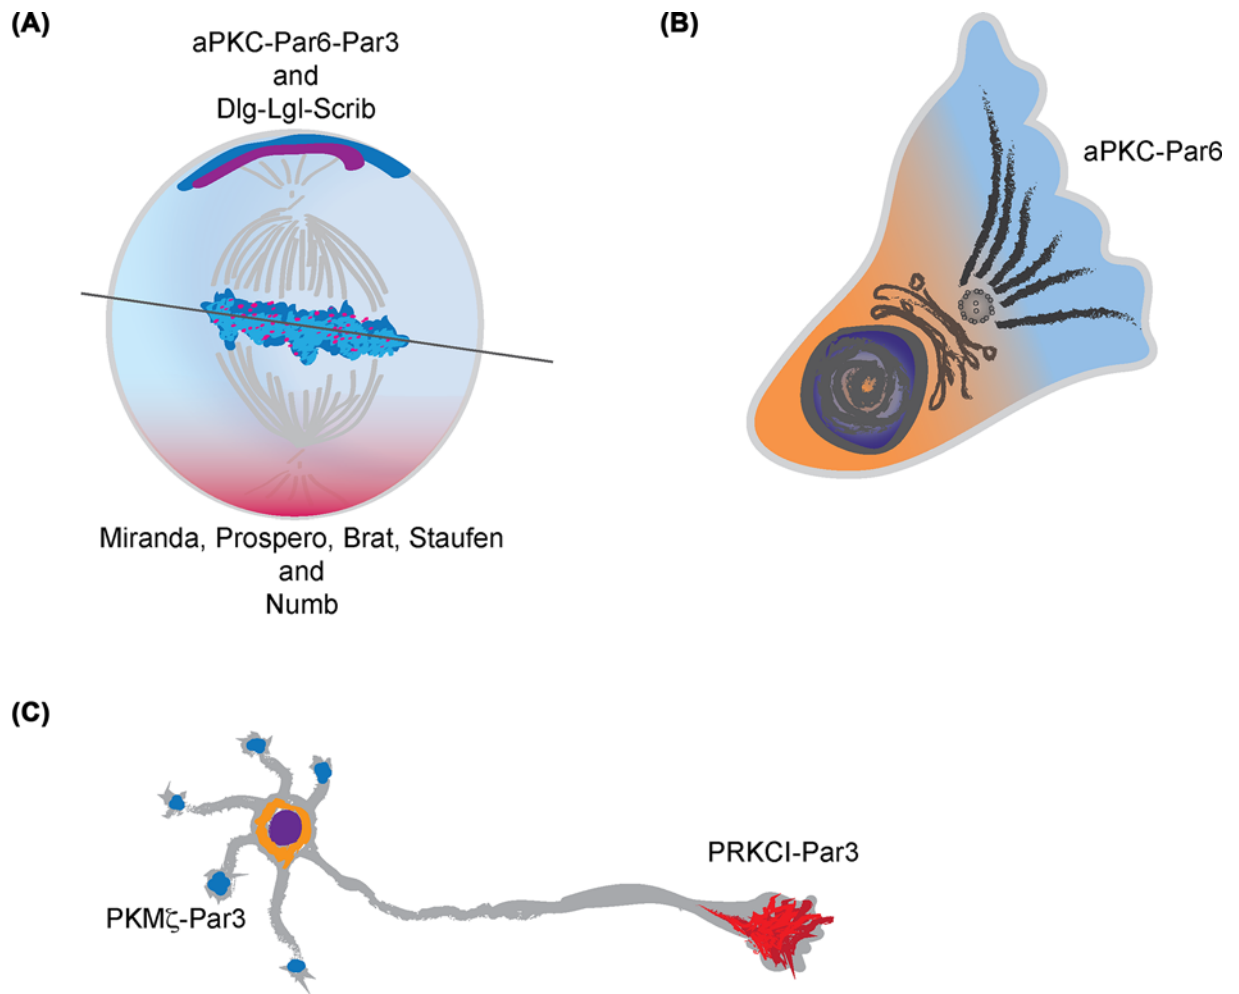 (A)
aPKC-Par6-Par3
and
Dlg-Lgl-Scrib
Miranda, Prospero, Brat, Staufen
and
Numb
(B)
aPKC-Par6
(C)
PKMζ-Par3
PRKCI-Par3